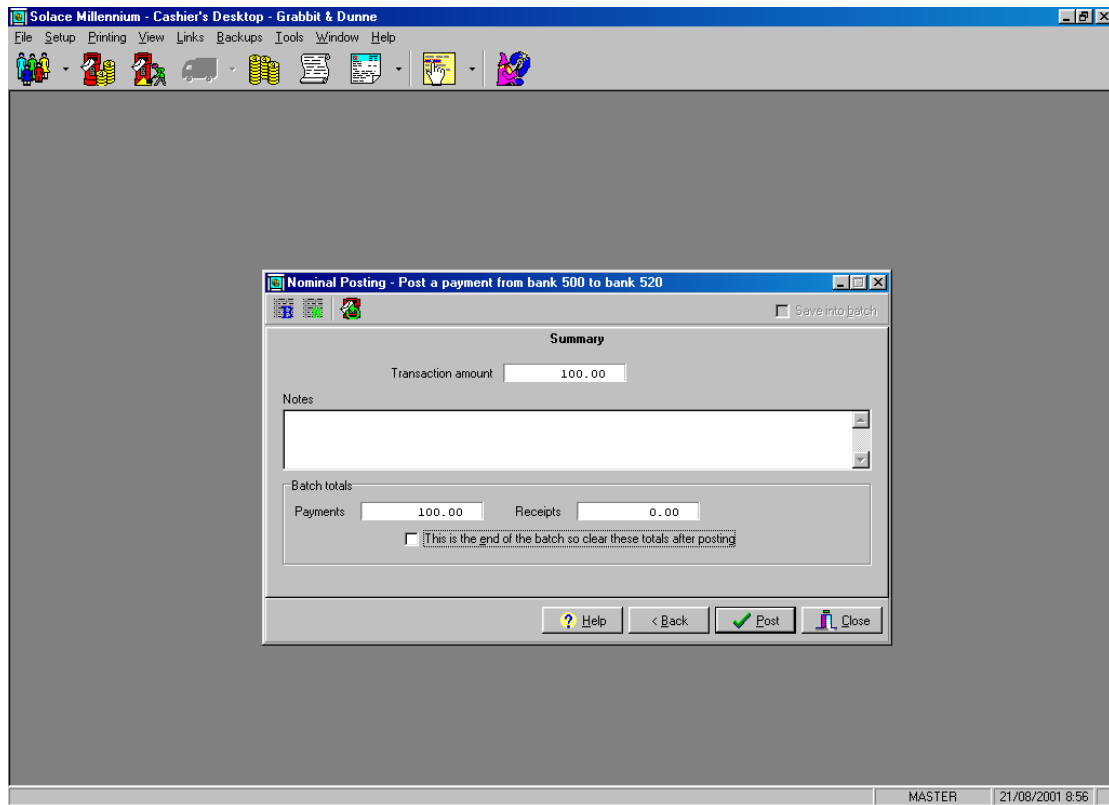 Solace Millennium - Cashier's Desktop - Grabbit & Dunne
File Setup Printing View Links Backups Tools Window Help
Nominal Posting - Post a payment from bank 500 to bank 520
Save into batch
Summary
Transaction amount 100.00
Notes
Batch totals
Payments 100.00 Receipts 0.00
This is the end of the batch so clear these totals after posting
? Help < Back Post Close
MASTER 21/08/2001 8:56